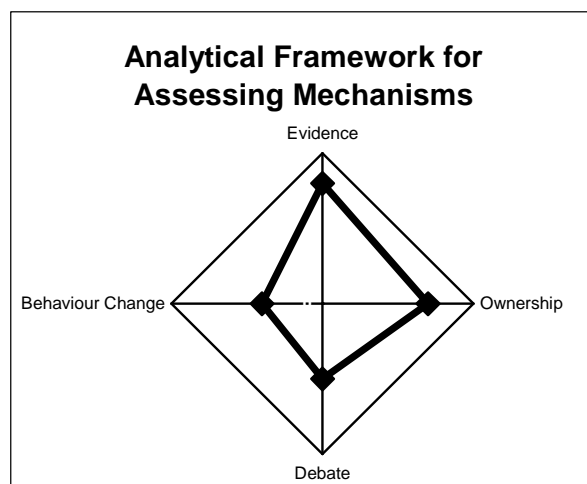 Analytical Framework for
Assessing Mechanisms
Evidence
Behaviour Change
Ownership
Debate